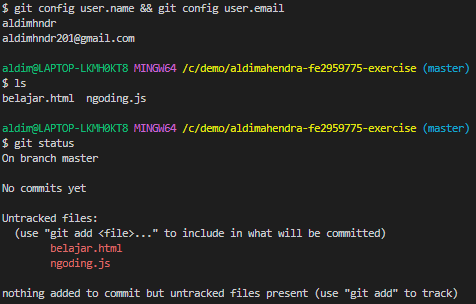 $ git config user.name && git config user.email
aldimhndr
aldimhndr201@gmail.com
aldim@LAPTOP-LKMH0KT8 MINGW64 /c/demo/aldimahendra-fe2959775-exercise (master)
$ ls
belajar.html  ngoding.js
aldim@LAPTOP-LKMH0KT8 MINGW64 /c/demo/aldimahendra-fe2959775-exercise (master)
$ git status
On branch master
No commits yet
Untracked files:
  (use "git add <file>..." to include in what will be committed)
        belajar.html
        ngoding.js
nothing added to commit but untracked files present (use "git add" to track)